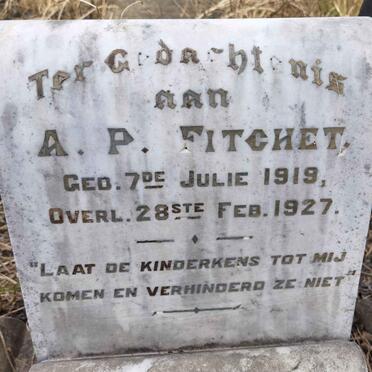 Ter Gedachtenis
aan
A. P. FITCHET.
GED. 7DE JULIE 1919,
OVERL. 28STE FEB. 1927.
"LAAT DE KINDERKENS TOT MIJ
KOMEN EN VERHINDERD ZE NIET"